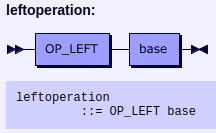 leftoperation:
OP_LEFT base
leftoperation
::= OP_LEFT base